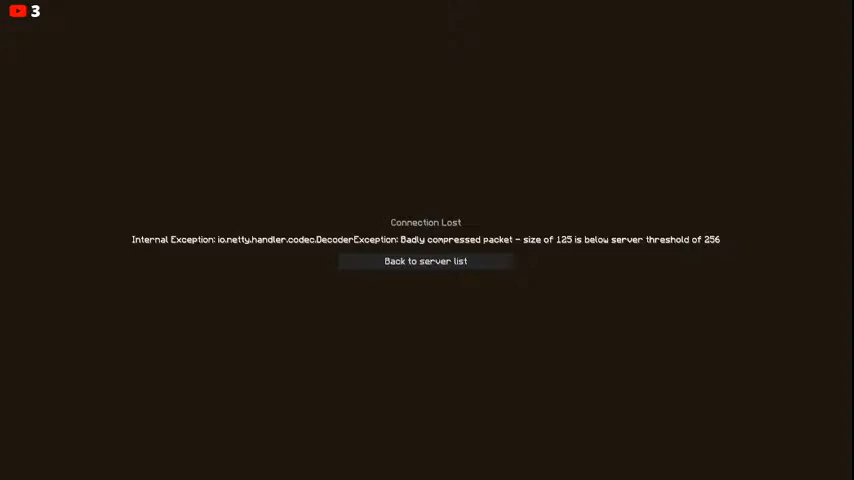 3
Connection Lost
Internal Exception: io.netty.handler.codec.DecoderException: Badly compressed packet - size of 125 is below server threshold of 256
Back to server list